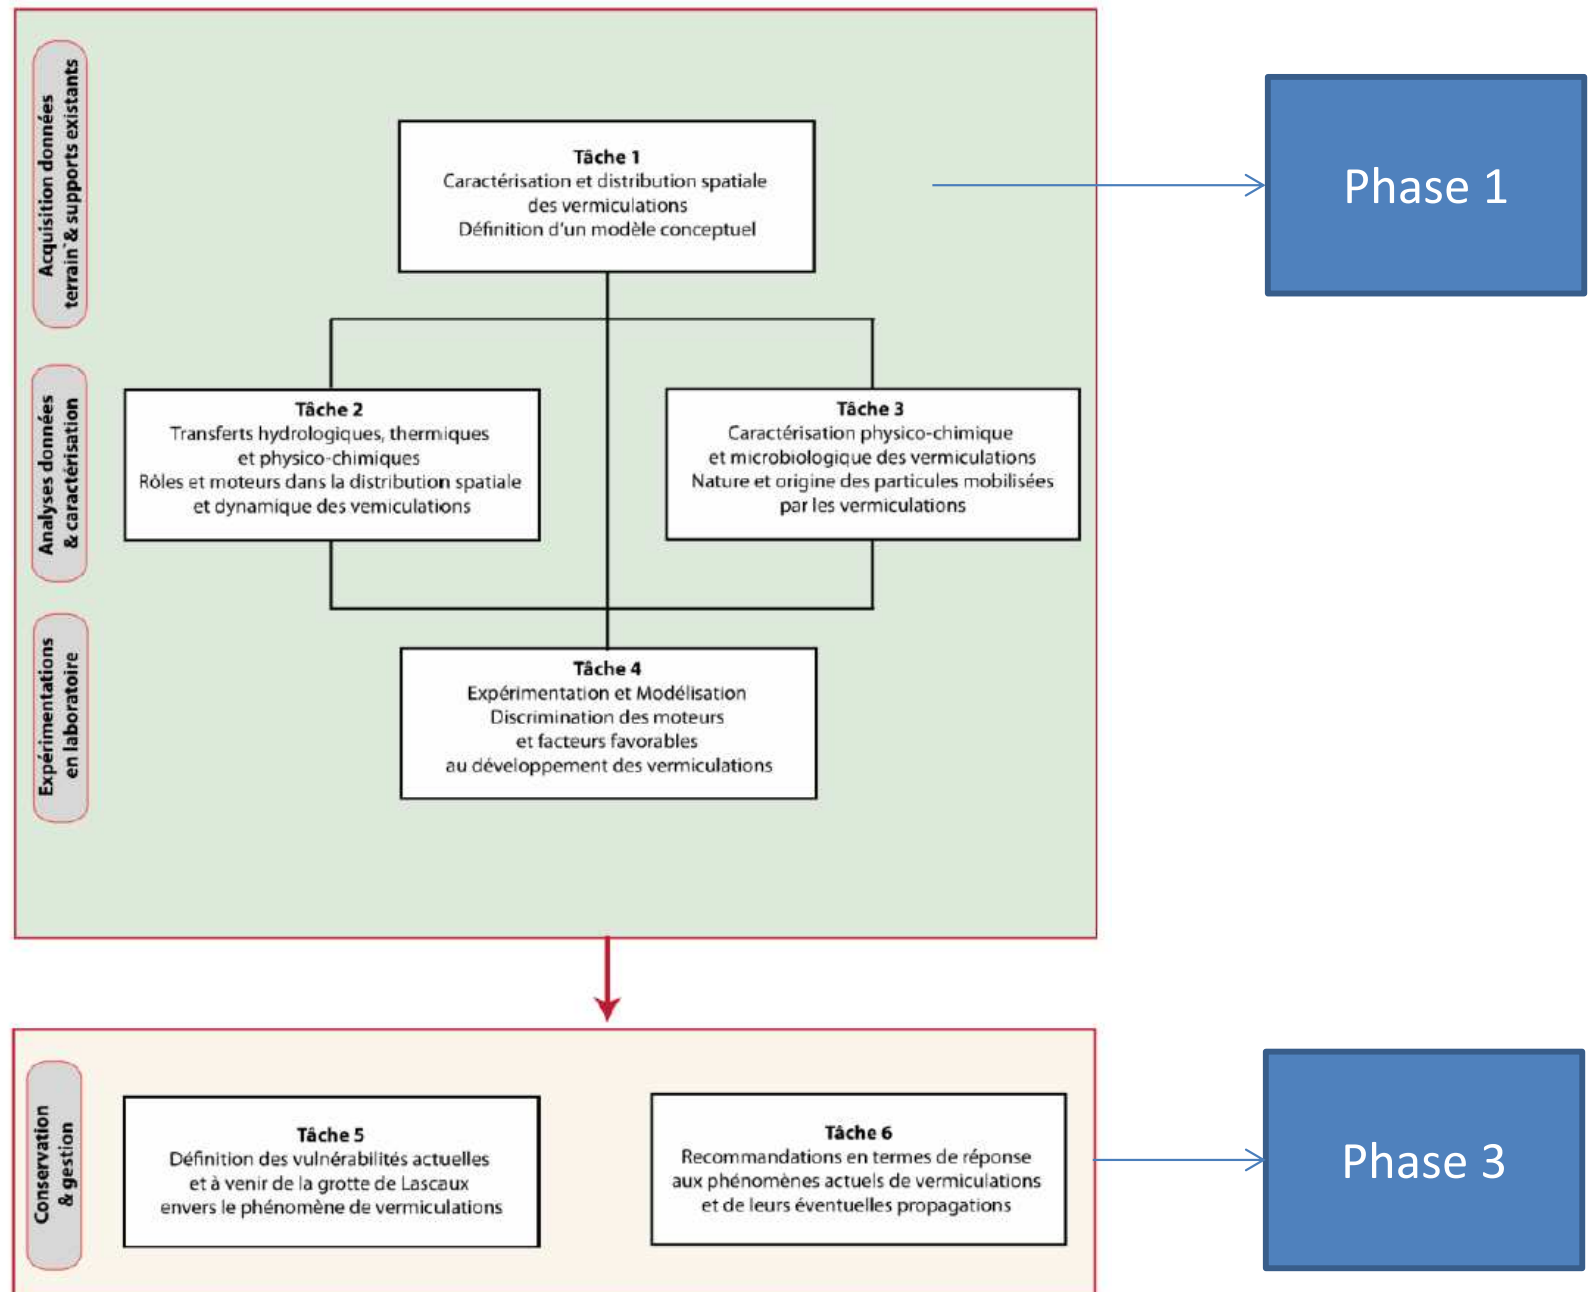 Acquisition données
terrain & supports existants
Tâche 1
Caractérisation et distribution spatiale
des vermiculations
Définition d'un modèle conceptuel
Phase 1
Analyses données
& caractérisation
Tâche 2
Transferts hydrologiques, thermiques
et physico-chimiques
Rôles et moteurs dans la distribution spatiale
et dynamique des vemiculations
Tâche 3
Caractérisation physico-chimique
et microbiologique des vermiculations
Nature et origine des particules mobilisées
par les vermiculations
Expérimentations
en laboratoire
Tâche 4
Expérimentation et Modélisation
Discrimination des moteurs
et facteurs favorables
au développement des vermiculations
Conservation
& gestion
Tâche 5
Définition des vulnérabilités actuelles
et à venir de la grotte de Lascaux
envers le phénomène de vermiculations
Tâche 6
Recommandations en termes de réponse
aux phénomènes actuels de vermiculations
et de leurs éventuelles propagations
Phase 3